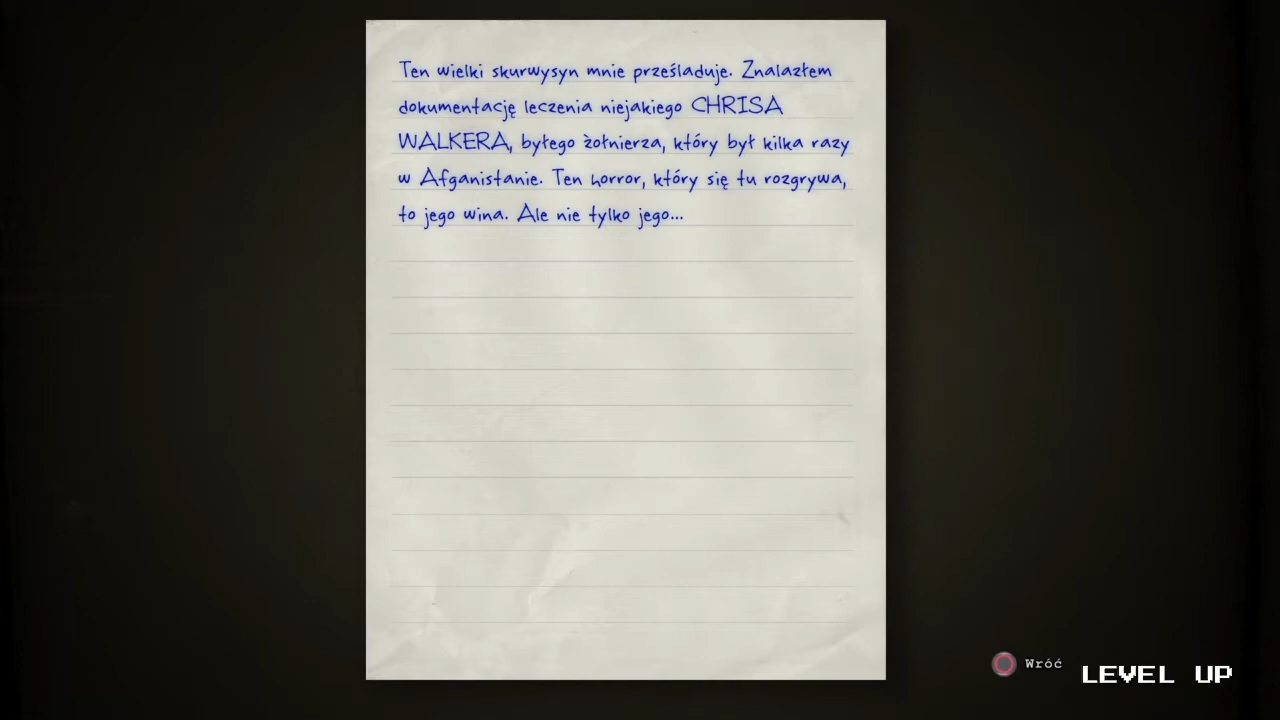 Ten wielki skurwysyn mnie prześladuje. Znalazłem
dokumentację leczenia niejakiego CHRISA
WALKERA, byłego żołnierza, który był kilka razy
w Afganistanie. Ten horror, który się tu rozgrywa,
to jego wina. Ale nie tylko jego...
Wróć
LEVEL UP